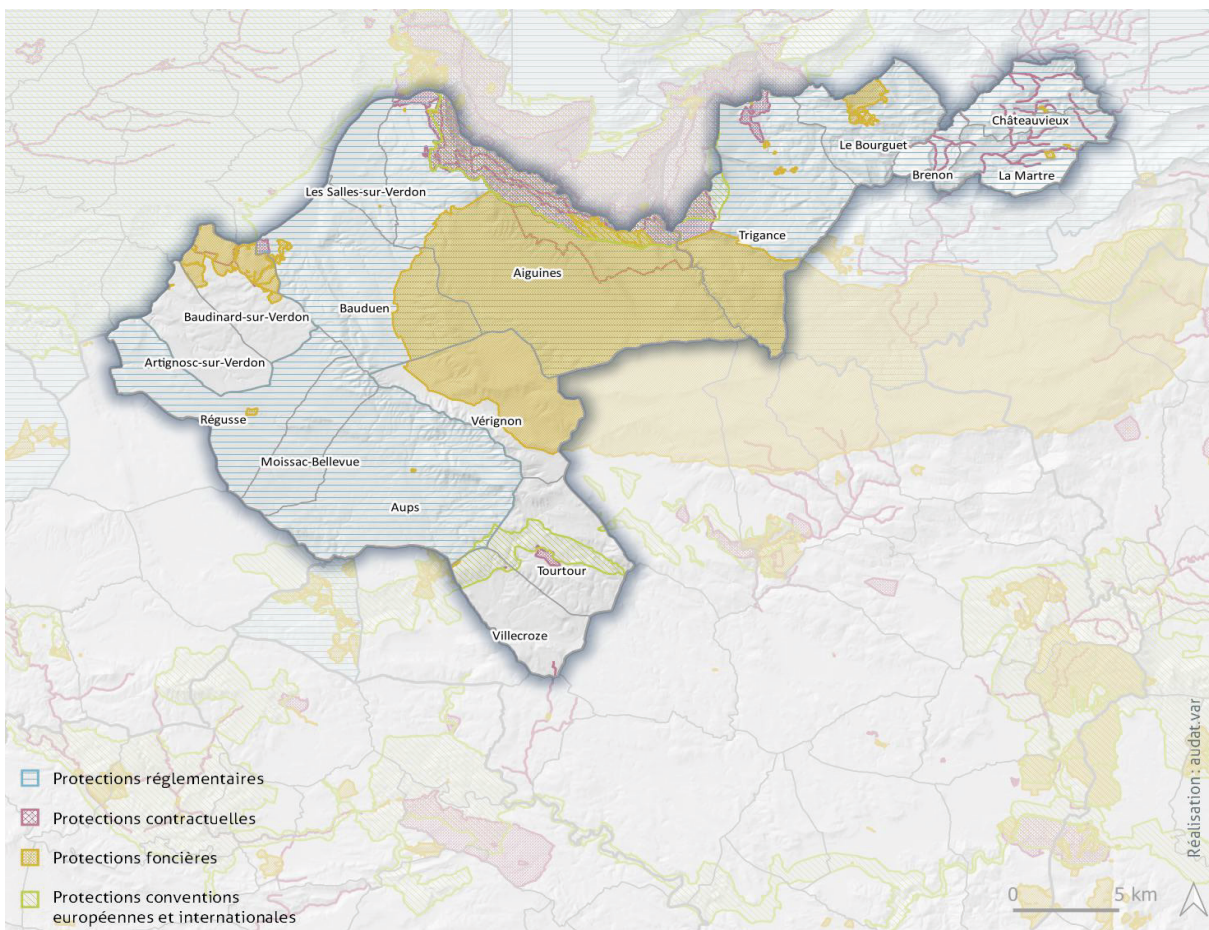 Châteauvieux
Le Bourguet
Brenon
La Martre
Les Salles-sur-Verdon
Trigance
Aiguines
Bauduen
Baudinard-sur-Verdon
Artignosc-sur-Verdon
Régusse
Vérignon
Moissac-Bellevue
Aups
Tourtour
Villecroze
Protections réglementaires
Protections contractuelles
Protections foncières
Protections conventions
européennes et internationales
0 5 km
Réalisation : audat.var